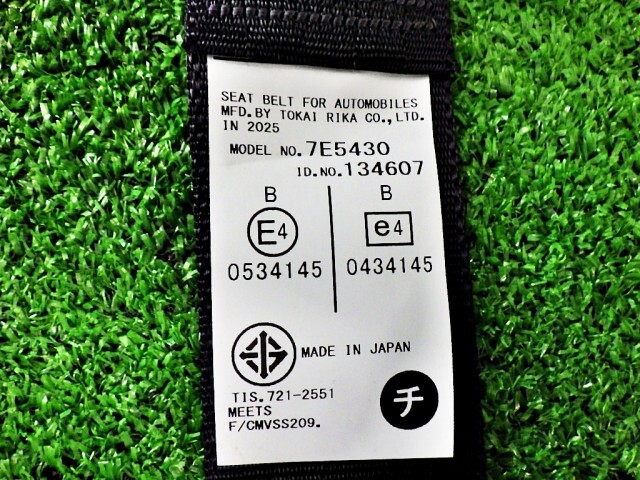 SEAT BELT FOR AUTOMOBILES
MFD.BY TOKAI RIKA CO.,LTD.
IN 2025
MODEL NO.7E5430
ID.NO.134607
B
E4
0534145
B
e4
0434145
MADE IN JAPAN
TIS.721-2551
MEETS
F/CMVSS209.
チ